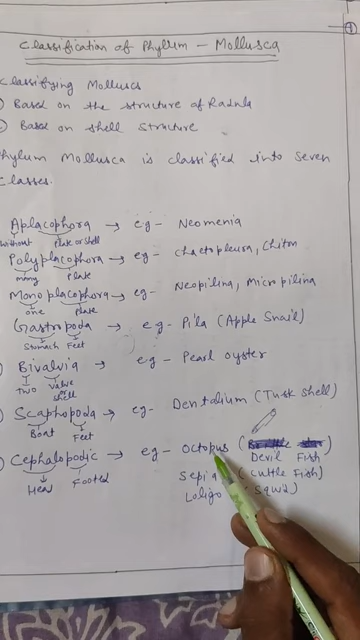 Classification of Phylum - Mollusca
Classifying Molluscs
Based on the structure of Radula
Based on shell structure
Phylum Mollusca is classified into seven
classes.
Aplacophora → eg - Neomenia
without Plate or shell
Polyplacophora → eg - Chaetopleura, Chiton
many Plate
Monoplacophora → eg - Neopilina, Micropilina
one plate
Gastropoda → eg - Pila (Apple Snail)
Stomach Feet
Bivalvia → eg - Pearl oyster
Two valve
shell
Scaphopoda → eg - Dentalium (Tusk Shell)
Boat Feet
Cephalopodic → eg - Octopus
Devil Fish)
Head Footed Sepia (Cuttle Fish)
Loligo Squid)